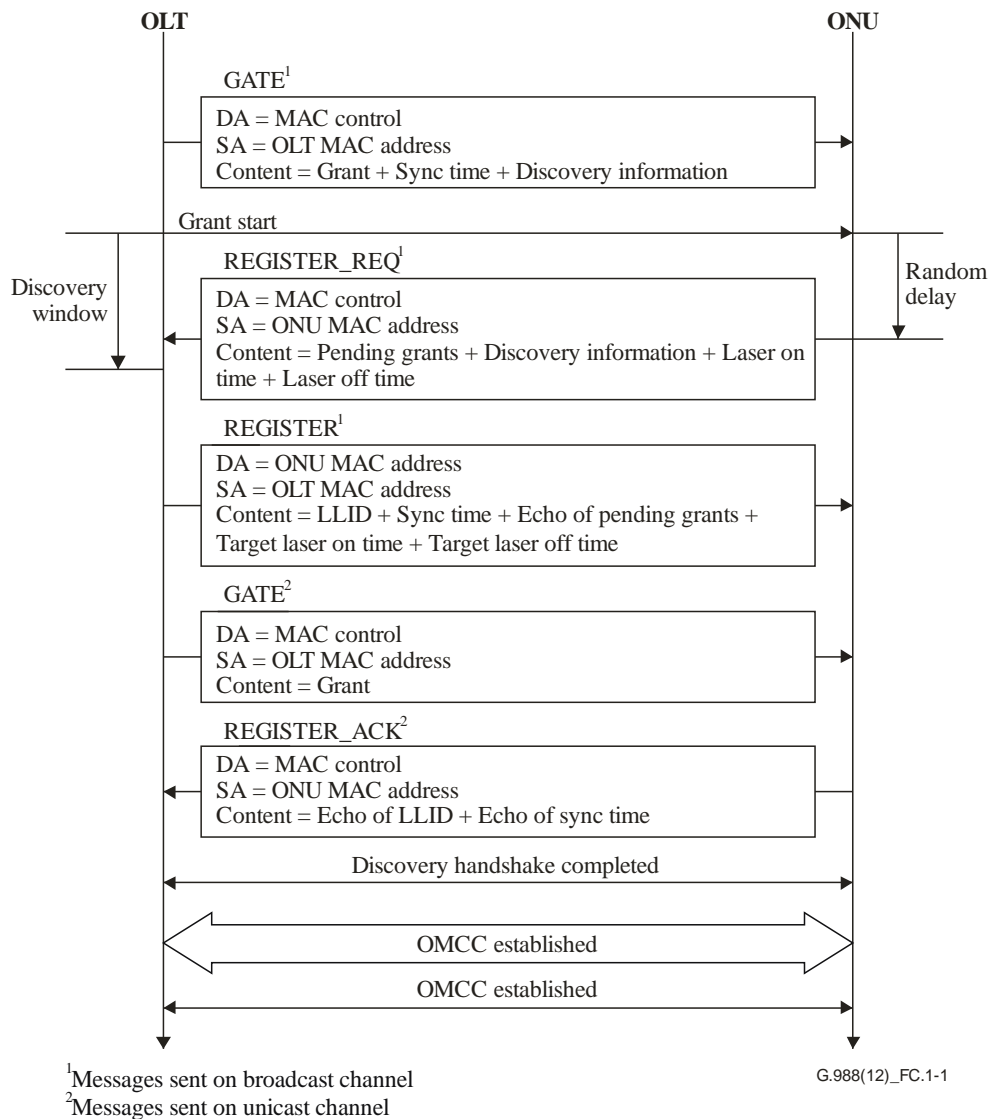 OLT
ONU
GATE1
DA = MAC control
SA = OLT MAC address
Content = Grant + Sync time + Discovery information
Grant start
REGISTER_REQ1
Discovery
window
Random
delay
DA = MAC control
SA = ONU MAC address
Content = Pending grants + Discovery information + Laser on
time + Laser off time
REGISTER1
DA = ONU MAC address
SA = OLT MAC address
Content = LLID + Sync time + Echo of pending grants +
Target laser on time + Target laser off time
GATE2
DA = MAC control
SA = OLT MAC address
Content = Grant
REGISTER_ACK2
DA = MAC control
SA = ONU MAC address
Content = Echo of LLID + Echo of sync time
Discovery handshake completed
OMCC established
OMCC established
1Messages sent on broadcast channel
2Messages sent on unicast channel
G.988(12)_FC.1-1